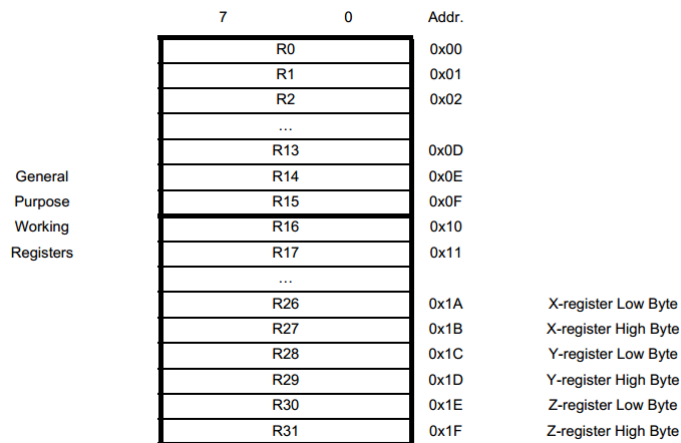 7 0 Addr.
R0 0x00
R1 0x01
R2 0x02
...
R13 0x0D
General R14 0x0E
Purpose R15 0x0F
Working R16 0x10
Registers R17 0x11
...
R26 0x1A X-register Low Byte
R27 0x1B X-register High Byte
R28 0x1C Y-register Low Byte
R29 0x1D Y-register High Byte
R30 0x1E Z-register Low Byte
R31 0x1F Z-register High Byte